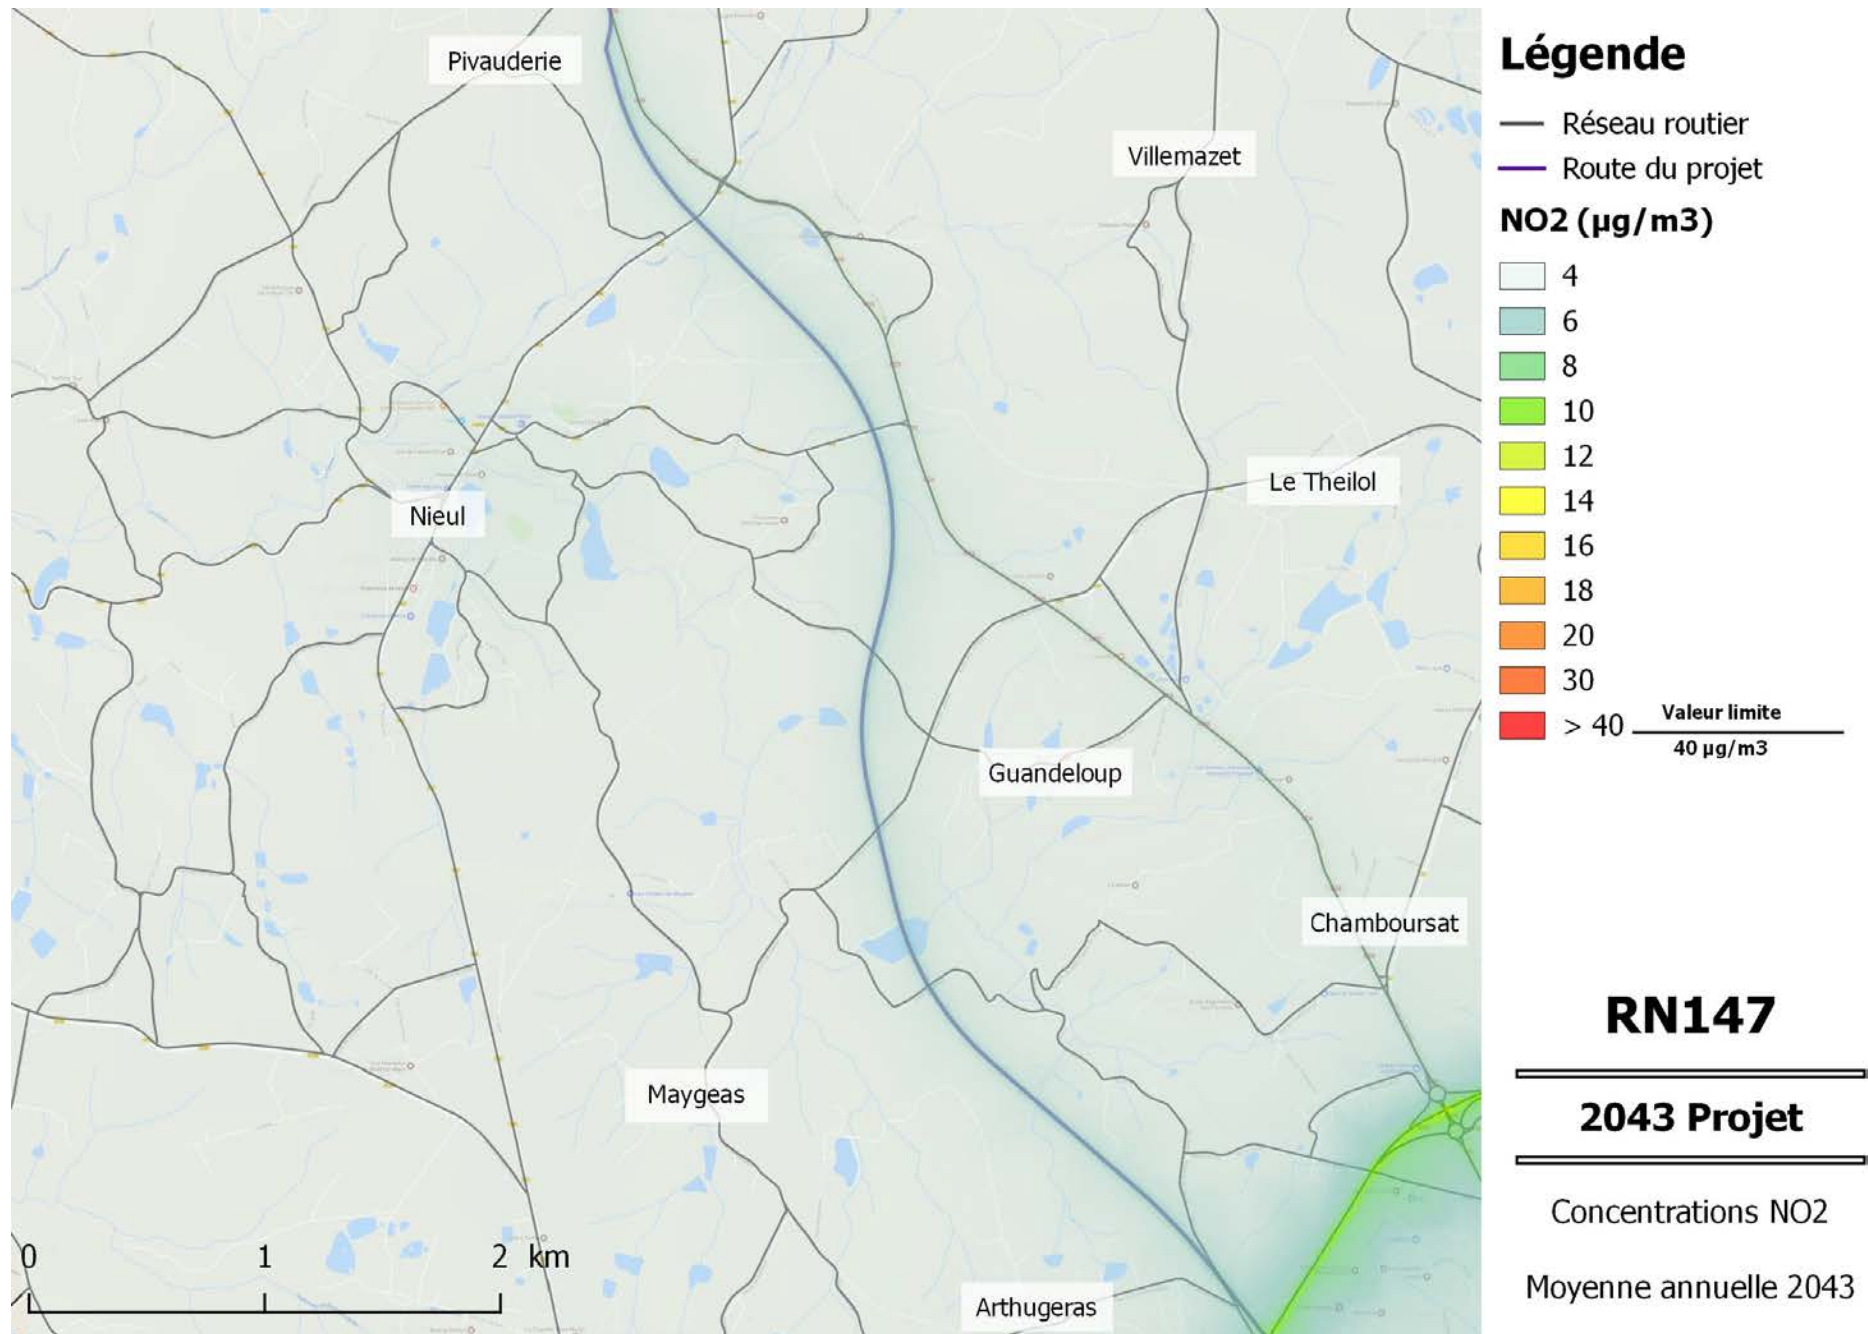 Pivauderie
Villemazet
Le Theilol
Nieul
Guandeloup
Chamboursat
Maygeas
Arthugeras
0 1 2 km
Légende
Réseau routier
Route du projet
NO2 (µg/m3)
4
6
8
10
12
14
16
18
20
30
> 40
Valeur limite
40 µg/m3
RN147
2043 Projet
Concentrations NO2
Moyenne annuelle 2043